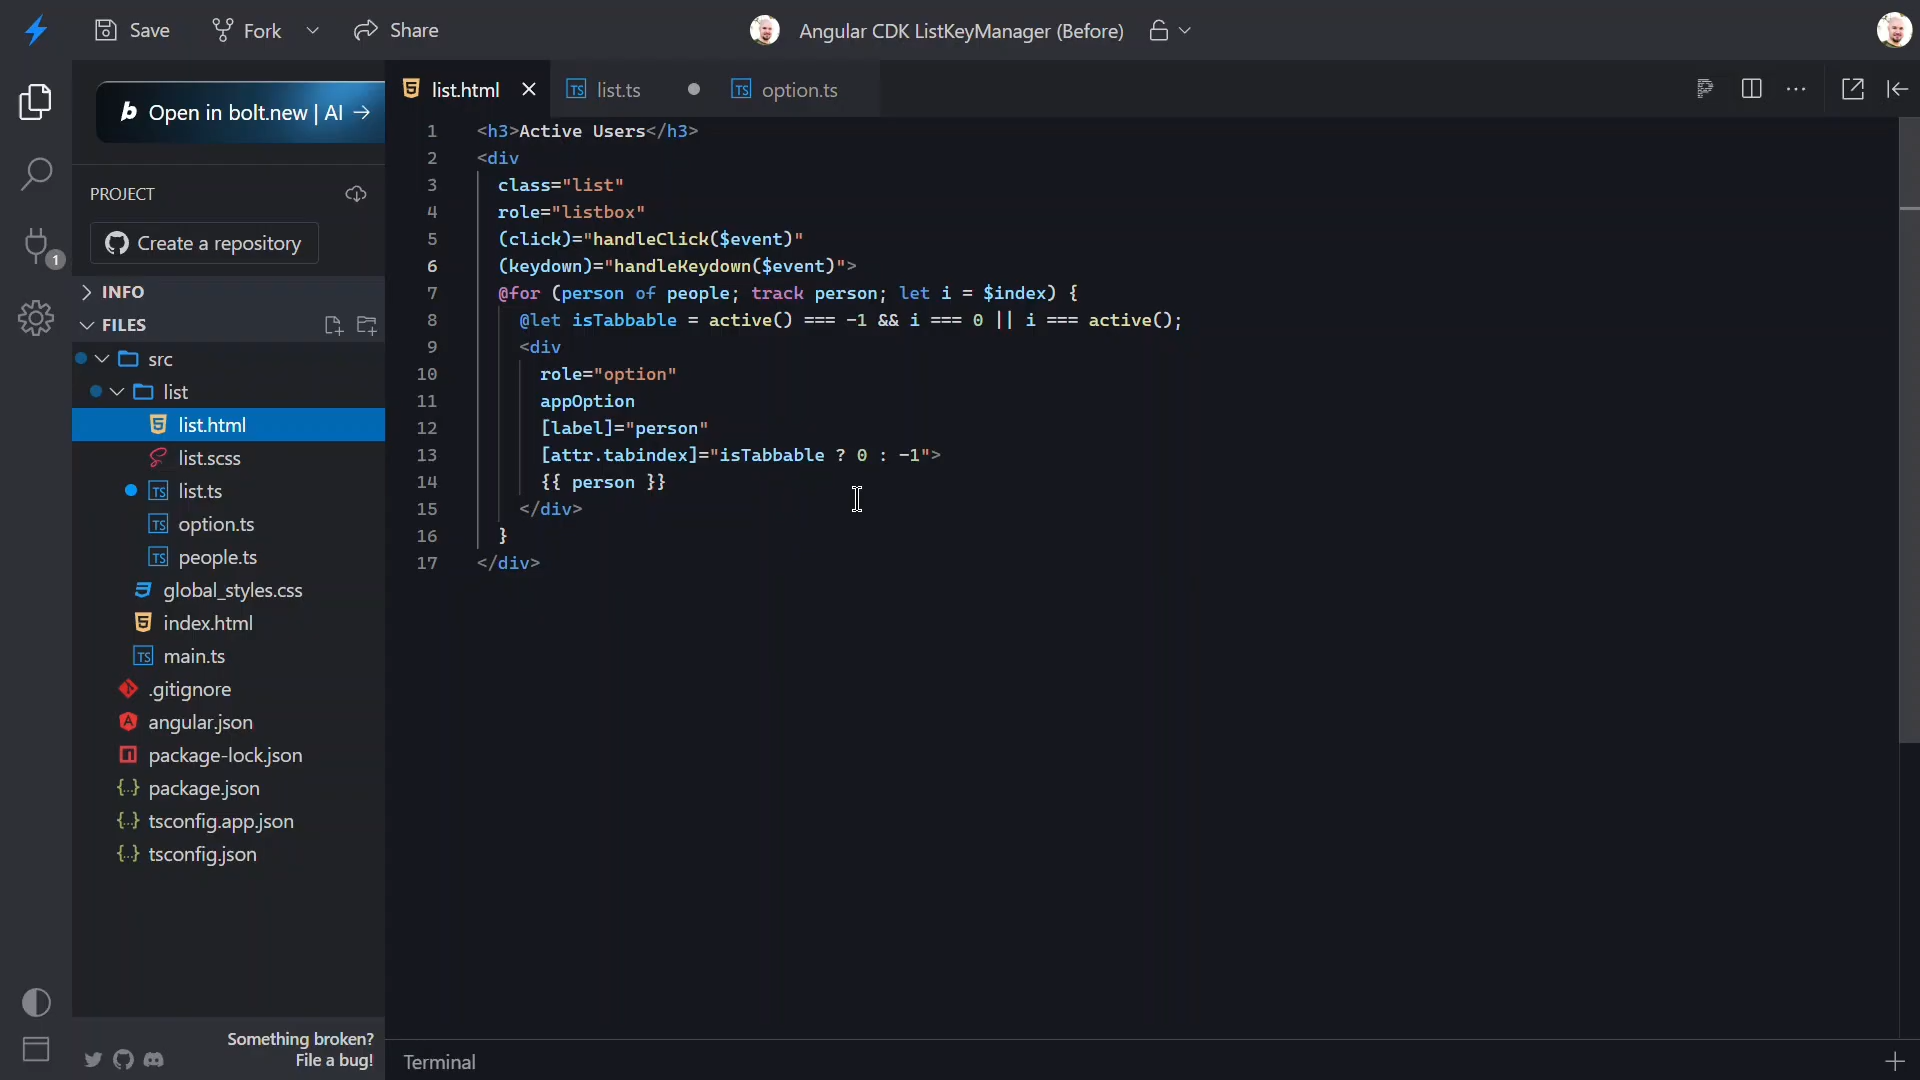 Save
Fork
Share
Angular CDK ListKeyManager (Before)
Open in bolt.new | AI
PROJECT
Create a repository
1
INFO
FILES
src
list
list.html
list.scss
list.ts
option.ts
people.ts
global_styles.css
index.html
main.ts
.gitignore
angular.json
package-lock.json
package.json
tsconfig.app.json
tsconfig.json
Something broken?
File a bug!
list.html
TS list.ts
TS option.ts
1 <h3>Active Users</h3>
2 <div
3 class="list"
4 role="listbox"
5 (click)="handleClick($event)"
6 (keydown)="handleKeydown($event)">
7 @for (person of people; track person; let i = $index) {
8 @let isTabbable = active() === -1 && i === 0 || i === active();
9 <div
10 role="option"
11 appOption
12 [label]="person"
13 [attr.tabindex]="isTabbable ? 0 : -1">
14 {{ person }}
15 </div>
16 }
17 </div>
Terminal